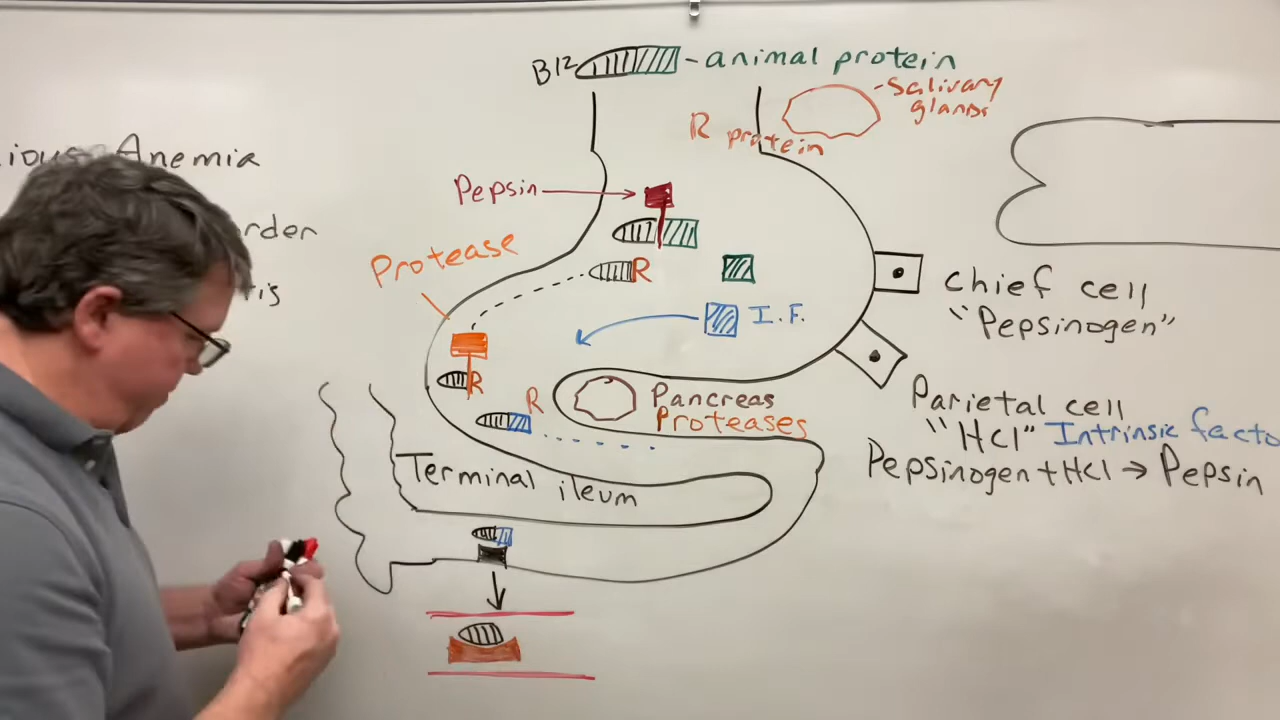 B12 - animal protein
Salivary
glands
R protein
Anemia
Pepsin
Protease
R
I.F.
chief cell
"Pepsinogen"
R
R
Pancreas
Proteases
Parietal cell
"HCl" Intrinsic facto
Pepsinogen + HCl → Pepsin
Terminal ileum